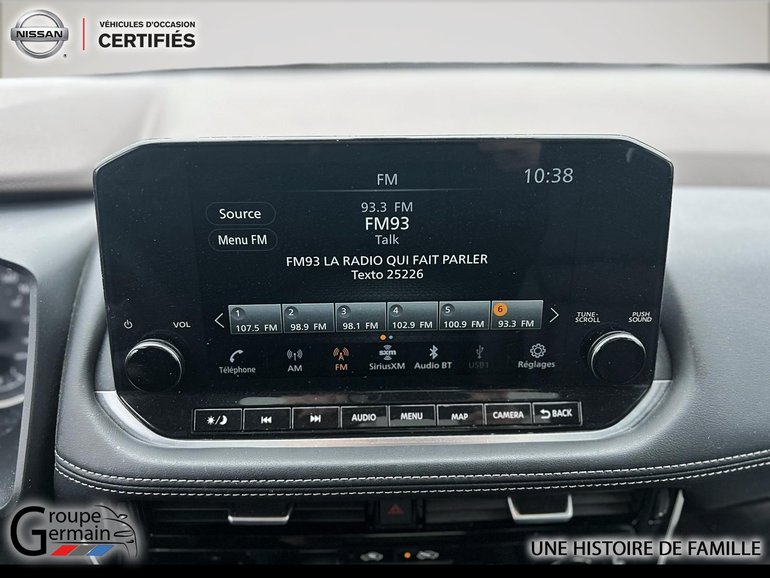 NISSAN
VÉHICULES D'OCCASION
CERTIFIÉS
FM
10:38
Source
93.3 FM
FM93
Menu FM
Talk
FM93 LA RADIO QUI FAIT PARLER
Texto 25226
VOL
TUNE-
SCROLL
PUSH
SOUND
1 2 3 4 5 6
107.5 FM 98.9 FM 98.1 FM 102.9 FM 100.9 FM 93.3 FM
Téléphone AM FM sxm SiriusXM Audio BT USB1 Réglages
AUDIO MENU MAP CAMERA BACK
Groupe
Germain
UNE HISTOIRE DE FAMILLE